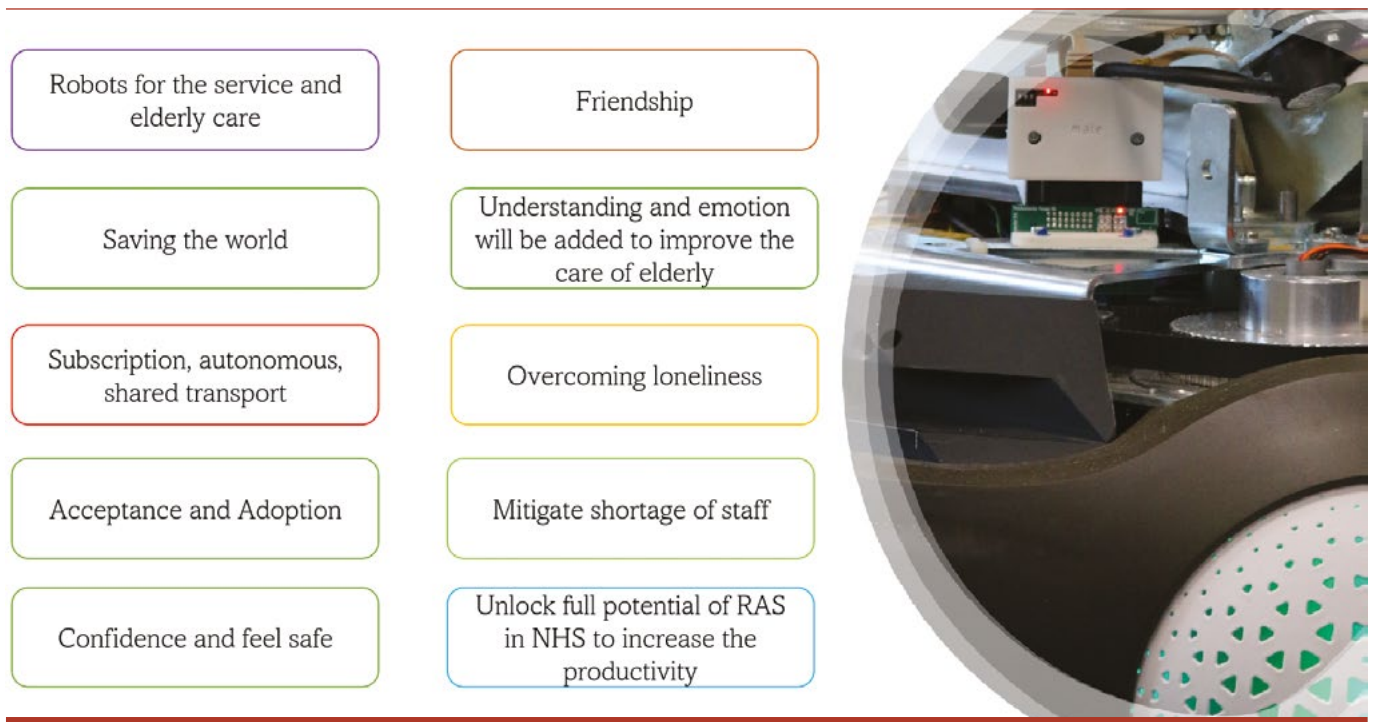 Robots for the service and
elderly care
Saving the world
Subscription, autonomous,
shared transport
Acceptance and Adoption
Confidence and feel safe
Friendship
Understanding and emotion
will be added to improve the
care of elderly
Overcoming loneliness
Mitigate shortage of staff
Unlock full potential of RAS
in NHS to increase the
productivity